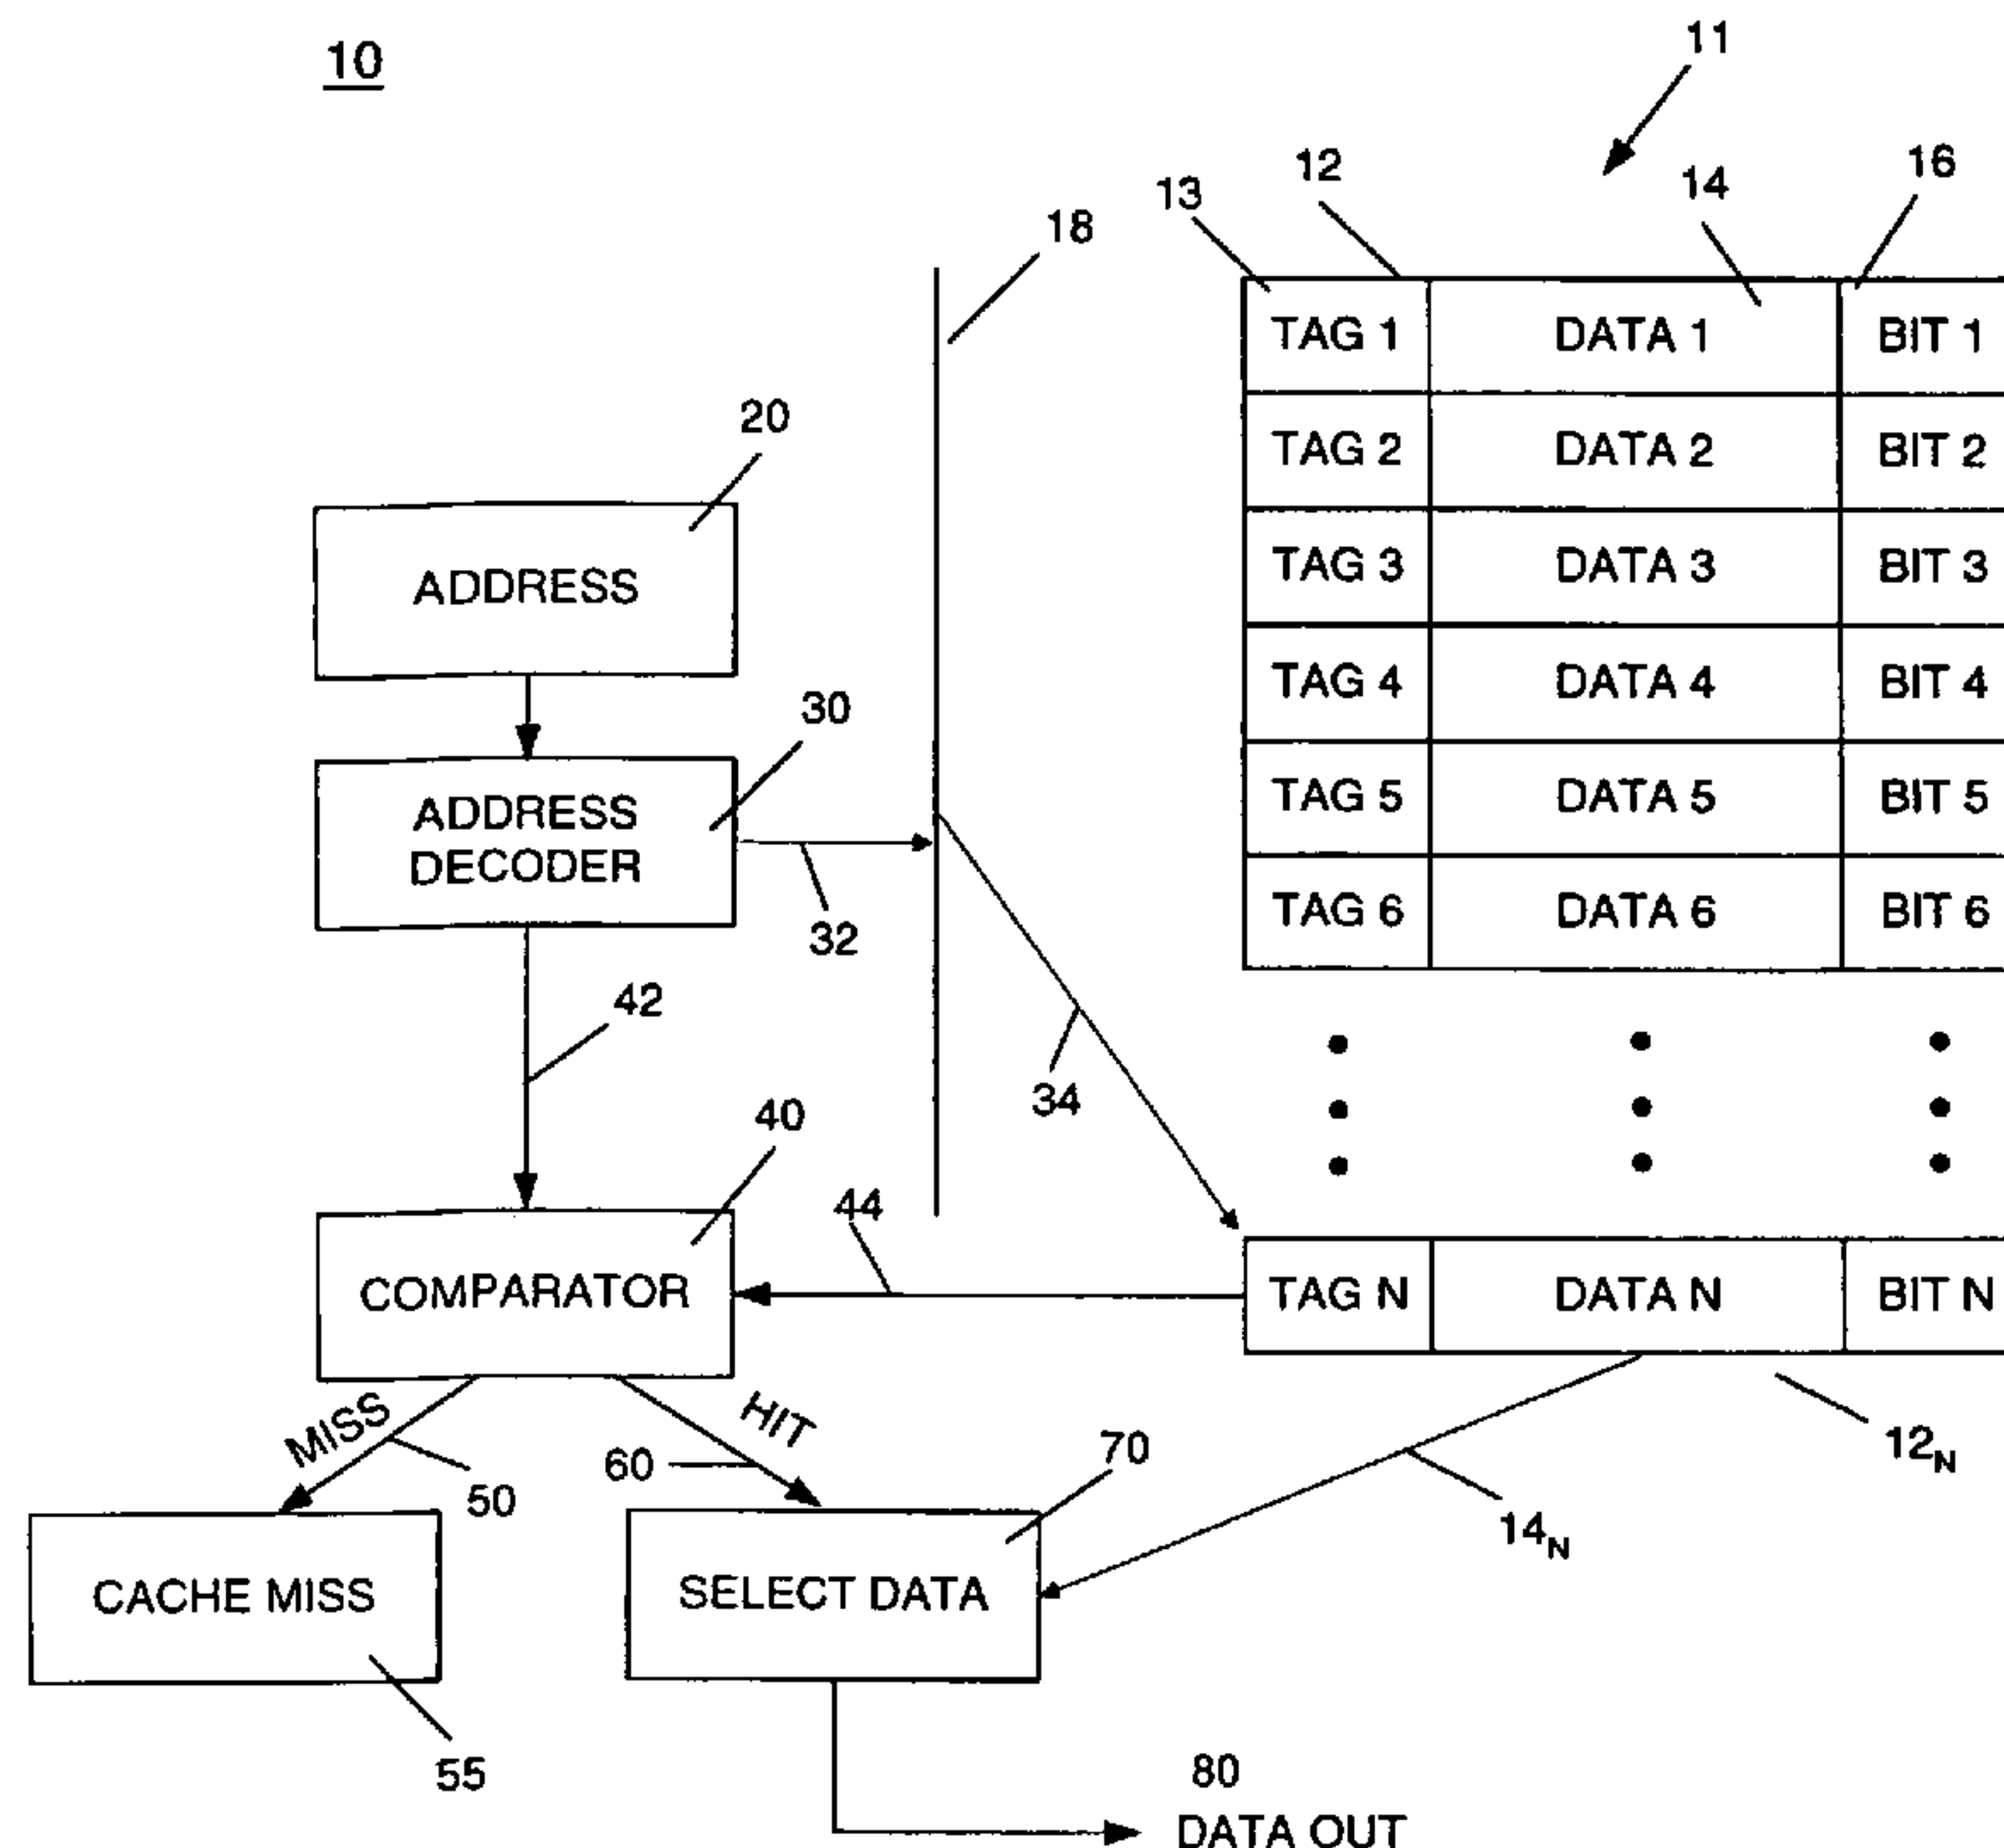 10
11
12
16
13
14
18
TAG 1 DATA 1 BIT 1
20
TAG 2 DATA 2 BIT 2
ADDRESS
TAG 3 DATA 3 BIT 3
TAG 4 DATA 4 BIT 4
30
ADDRESS
DECODER
TAG 5 DATA 5 BIT 5
TAG 6 DATA 6 BIT 6
32
42
34
40
44
COMPARATOR
TAG N DATA N BIT N
MISS
HIT
60
70
12N
50
14N
CACHE MISS
SELECT DATA
55
80
DATA OUT